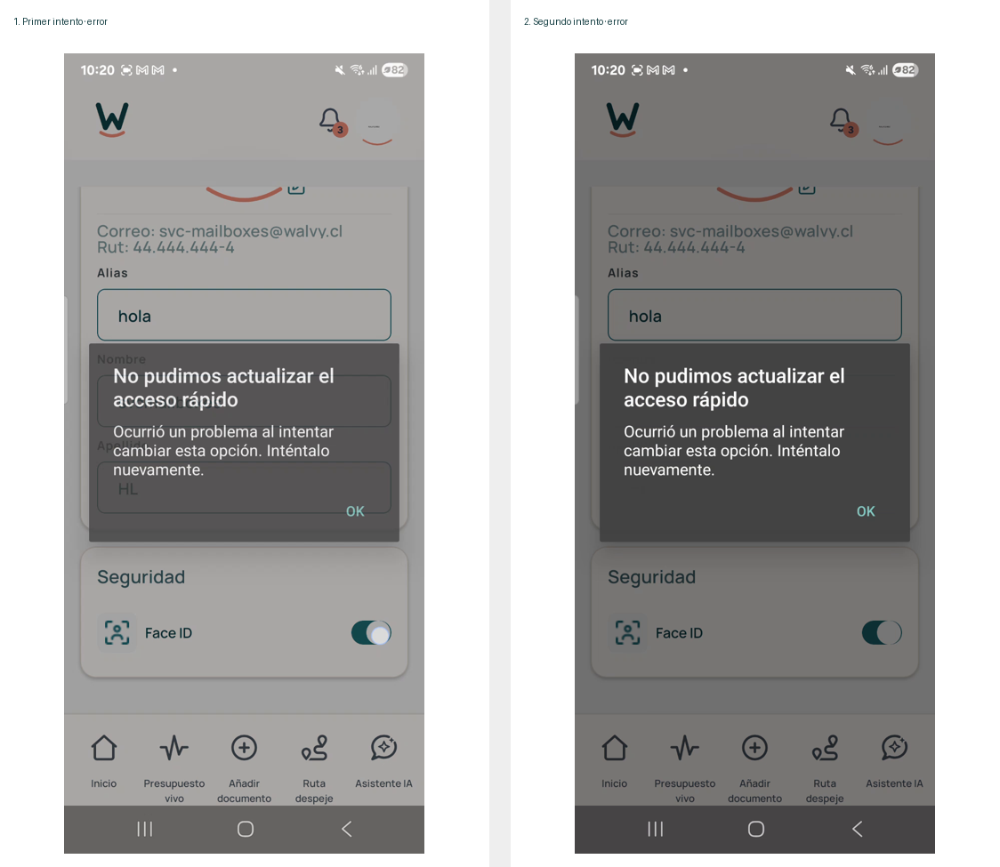 1. Primer intento · error
10:20
82
W
3
Correo: svc-mailboxes@walvy.cl
Rut: 44.444.444-4
Alias
hola
Nombre
No pudimos actualizar el
acceso rápido
Ocurrió un problema al intentar
cambiar esta opción. Inténtalo
nuevamente.
Apellido
HL
OK
Seguridad
Face ID
Inicio
Presupuesto
vivo
Añadir
documento
Ruta
despeje
Asistente IA
2. Segundo intento · error
10:20
82
W
3
Correo: svc-mailboxes@walvy.cl
Rut: 44.444.444-4
Alias
hola
No pudimos actualizar el
acceso rápido
Ocurrió un problema al intentar
cambiar esta opción. Inténtalo
nuevamente.
OK
Seguridad
Face ID
Inicio
Presupuesto
vivo
Añadir
documento
Ruta
despeje
Asistente IA